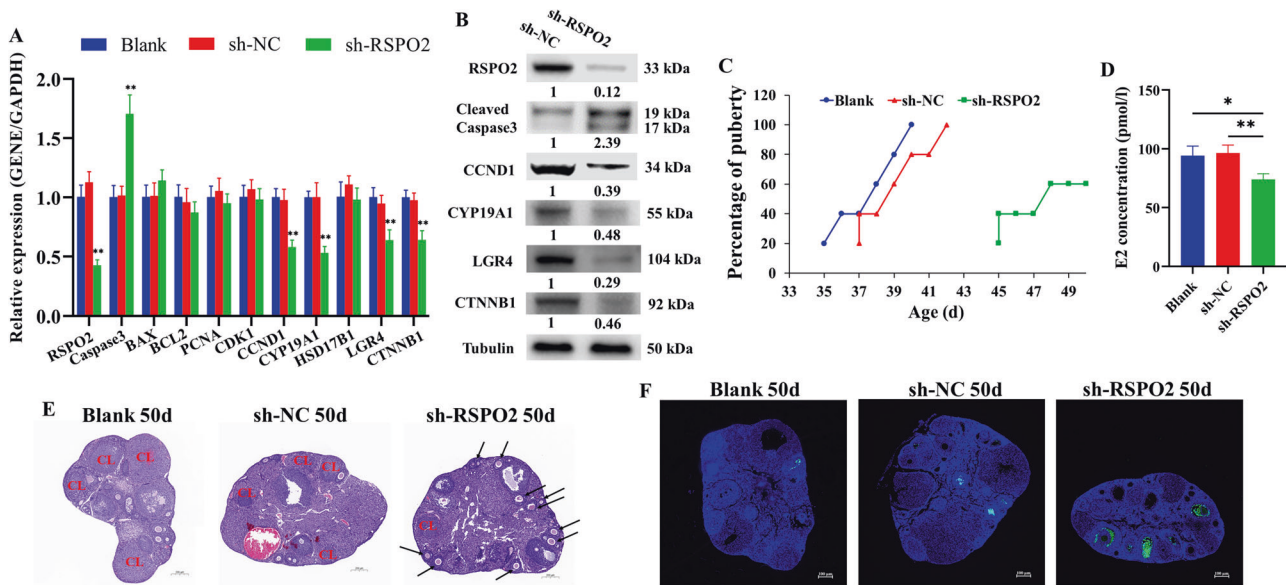 A
Blank
sh-NC
sh-RSPO2
Relative expression (GENE/GAPDH)
2.0
1.5
1.0
0.5
0.0
**
**
**
**
**
**
RSPO2
Caspase3
BAX
BCL2
PCNA
CDK1
CCND1
CYP19A1
HSD17B1
LGR4
CTNNB1
B
sh-NC
sh-RSPO2
RSPO2
33 kDa
1
0.12
Cleaved
Caspase3
19 kDa
17 kDa
1
2.39
CCND1
34 kDa
1
0.39
CYP19A1
55 kDa
1
0.48
LGR4
104 kDa
1
0.29
CTNNB1
92 kDa
1
0.46
Tubulin
50 kDa
C
Blank
sh-NC
sh-RSPO2
Percentage of puberty
120
100
80
60
40
20
0
33
35
37
39
41
43
45
47
49
Age (d)
D
E2 concentration (pmol/l)
150
100
50
0
*
**
Blank
sh-NC
sh-RSPO2
E
Blank 50d
CL
CL
CL
CL
CL
sh-NC 50d
CL
CL
CL
CL
sh-RSPO2 50d
CL
F
Blank 50d
100 μm
sh-NC 50d
100 μm
sh-RSPO2 50d
100 μm